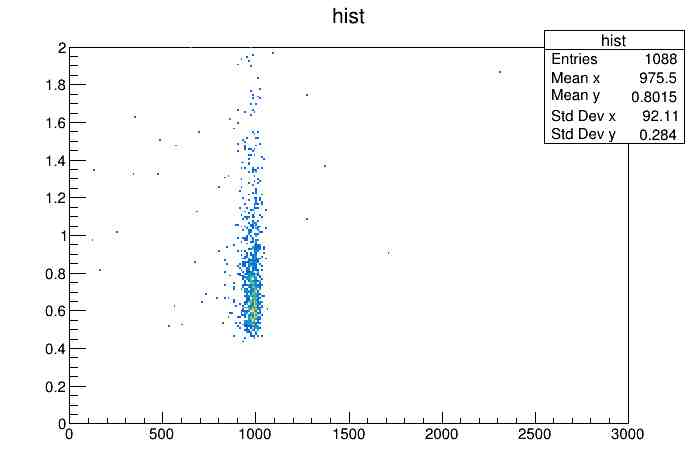 hist
hist
Entries 1088
Mean x 975.5
Mean y 0.8015
Std Dev x 92.11
Std Dev y 0.284
2
1.8
1.6
1.4
1.2
1
0.8
0.6
0.4
0.2
0
0 500 1000 1500 2000 2500 3000